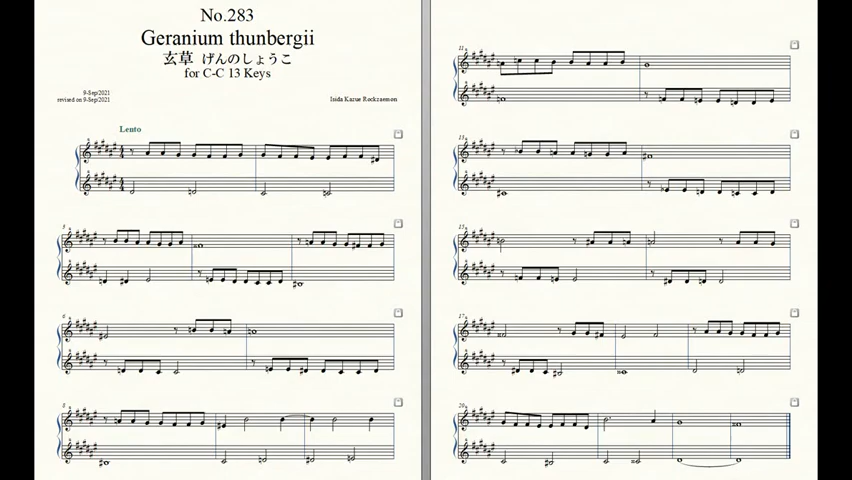 No.283
Geranium thunbergii
玄草 げんのしょうこ
for C-C 13 Keys
9-Sep/2021
revised on 9-Sep/2021
Isida Kazue Rockzaemon
Lento